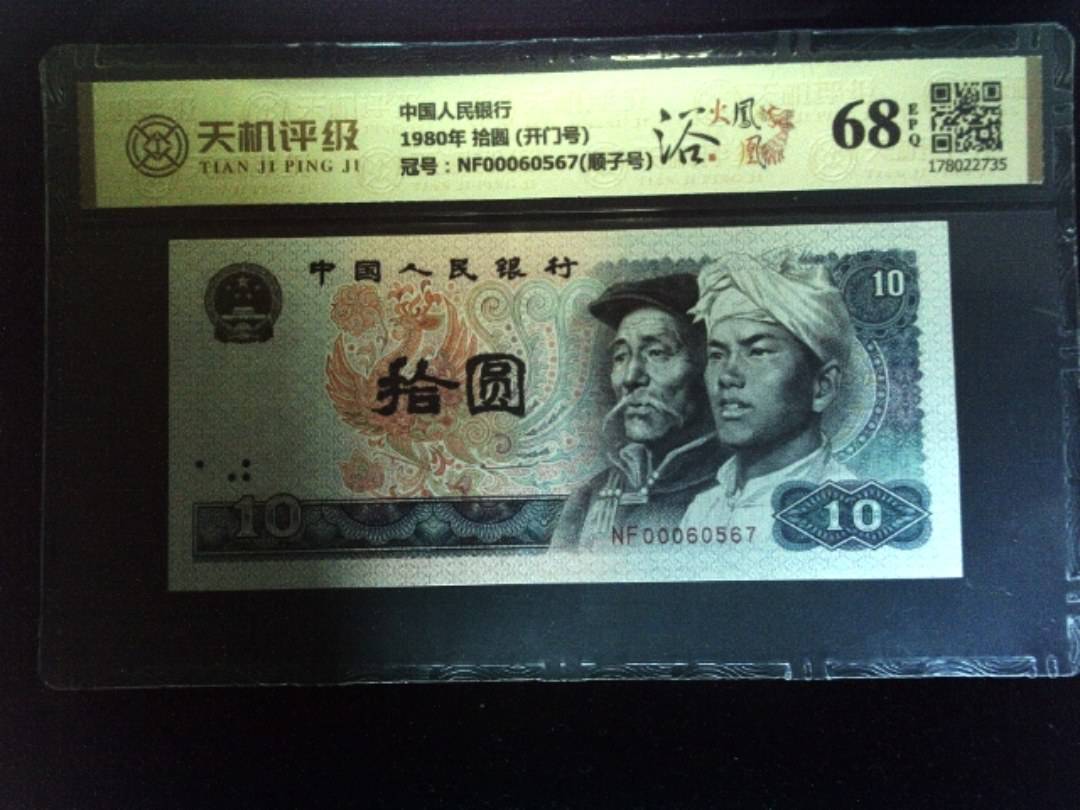 天机评级
TIAN JI PING JI
中国人民银行
1980年 拾圆 (开门号)
冠号：NF00060567(顺子号)
浴火凤凰
68
EPQ
178022735
中国人民银行
10
拾圆
10
NF00060567
10